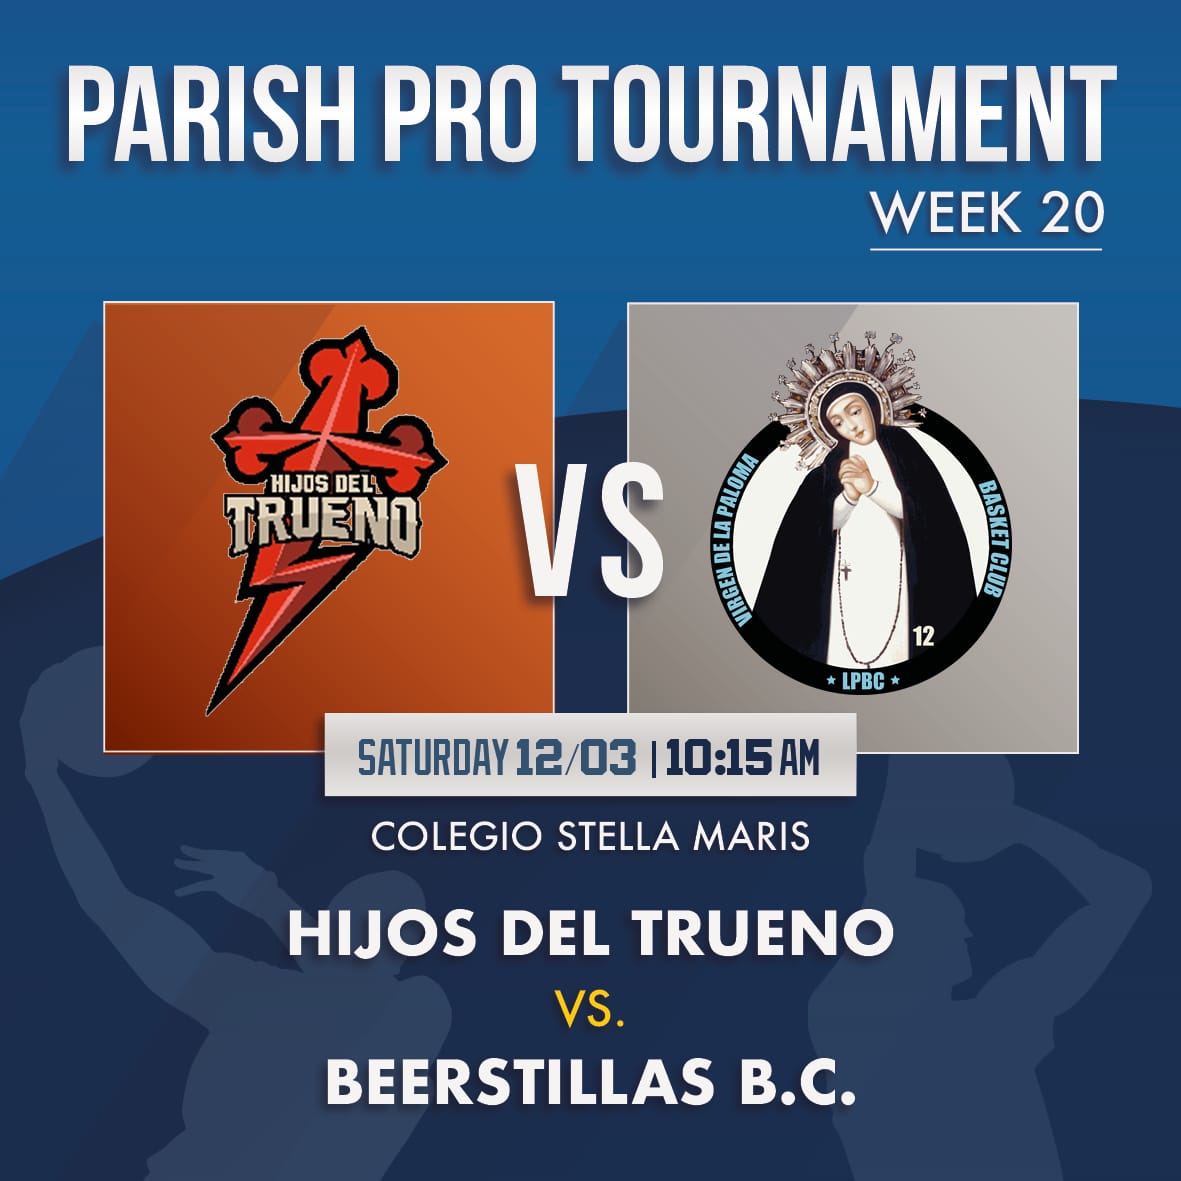 PARISH PRO TOURNAMENT
WEEK 20
HIJOS DEL
TRUENO
VS
VIRGEN DE LA PALOMA
BASKET CLUB
12
★ LPBC ★
SATURDAY 12/03 | 10:15 AM
COLEGIO STELLA MARIS
HIJOS DEL TRUENO
VS.
BEERSTILLAS B.C.